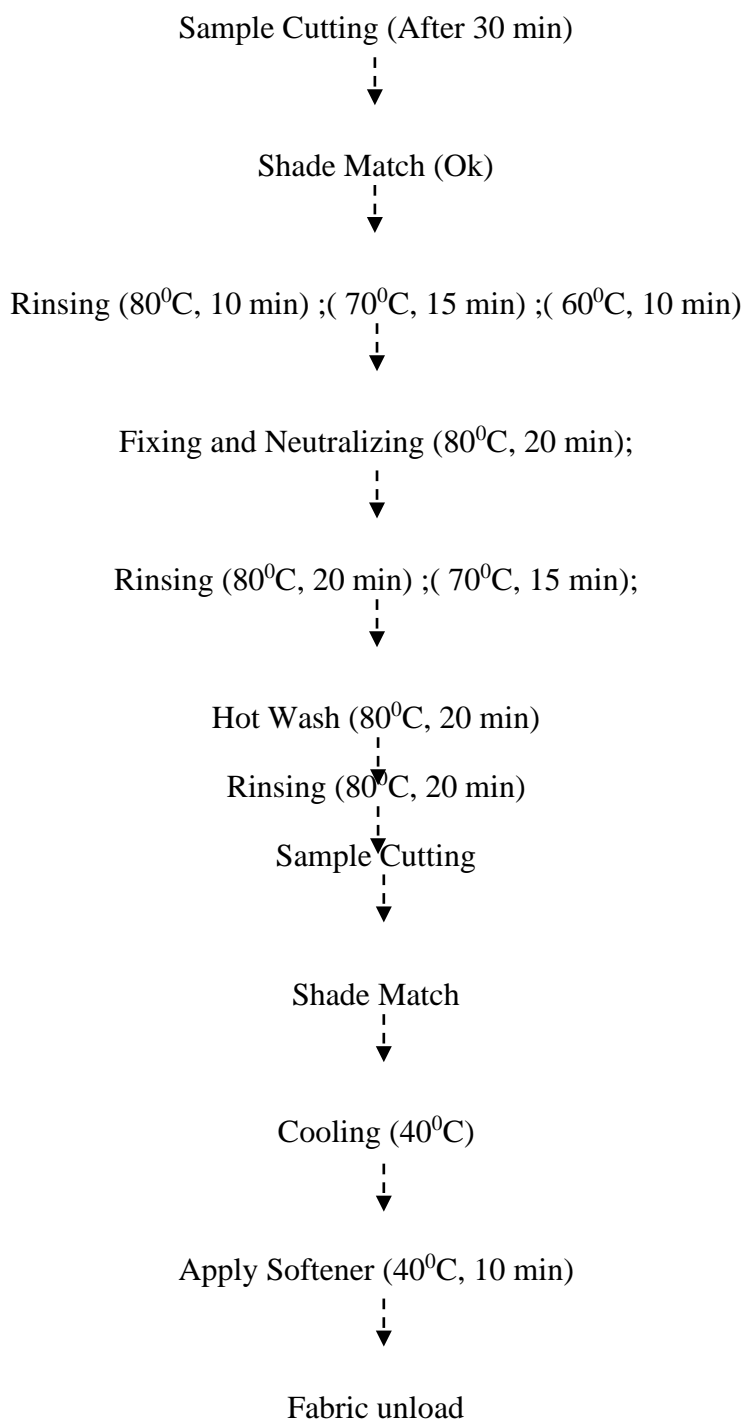 Sample Cutting (After 30 min)
Shade Match (Ok)
Rinsing (80⁰C, 10 min) ;( 70⁰C, 15 min) ;( 60⁰C, 10 min)
Fixing and Neutralizing (80⁰C, 20 min);
Rinsing (80⁰C, 20 min) ;( 70⁰C, 15 min);
Hot Wash (80⁰C, 20 min)
Rinsing (80⁰C, 20 min)
Sample Cutting
Shade Match
Cooling (40⁰C)
Apply Softener (40⁰C, 10 min)
Fabric unload